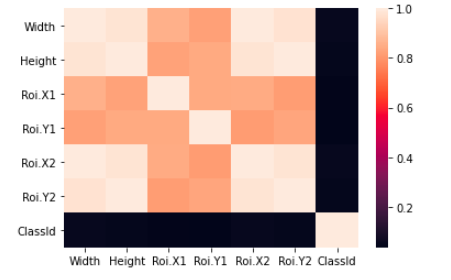 Width
Height
Roi.X1
Roi.Y1
Roi.X2
Roi.Y2
ClassId
Width Height Roi.X1 Roi.Y1 Roi.X2 Roi.Y2 ClassId
1.0
0.8
0.6
0.4
0.2